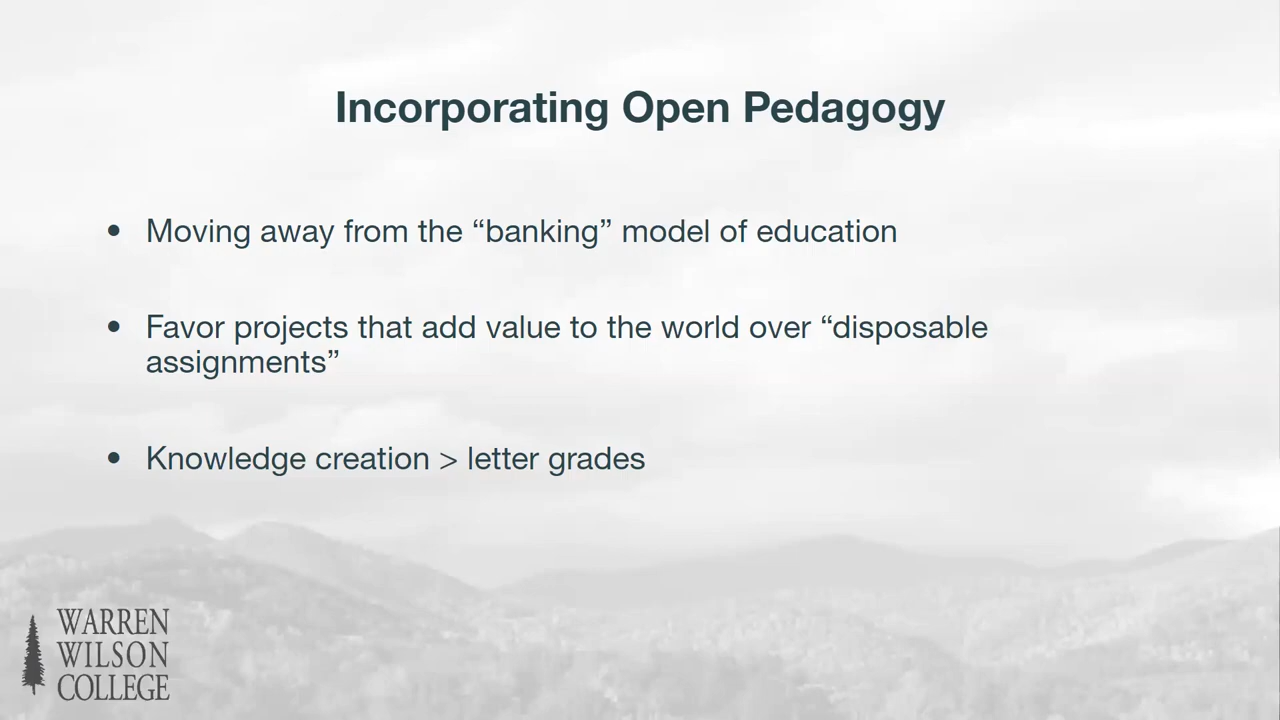 Incorporating Open Pedagogy
• Moving away from the “banking” model of education
• Favor projects that add value to the world over “disposable
assignments”
• Knowledge creation > letter grades
WARREN
WILSON
COLLEGE